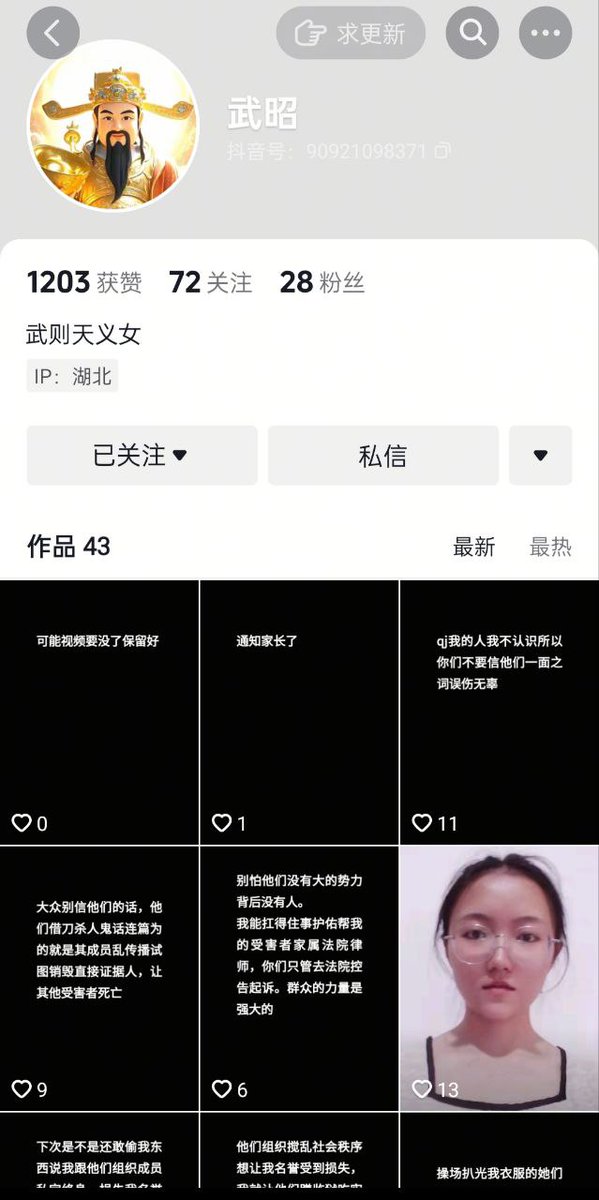 求更新
武昭
抖音号：90921098371
1203 获赞 72 关注 28 粉丝
武则天义女
IP：湖北
已关注
私信
作品 43
最新
最热
可能视频要没了保留好
0
通知家长了
1
qj我的人我不认识所以
你们不要信他们一面之
词误伤无辜
11
大众别信他们的话，他
们借刀杀人鬼话连篇为
的就是其成员乱传播试
图销毁直接证据人，让
其他受害者死亡
9
别怕他们没有大的势力
背后没有人。
我能扛得住事护佑帮我
的受害者家属法院律
师，你们只管去法院控
告起诉。群众的力量是
强大的
6
13
下次是不是还敢偷我东
西说我跟他们组织成员
他们组织搅乱社会秩序
想让我名誉受到损失，
操场扒光我衣服的她们